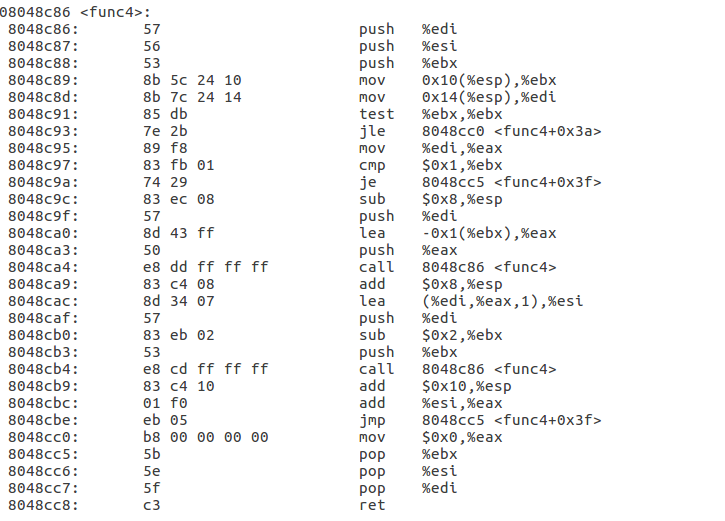 08048c86 <func4>:
8048c86: 57 push %edi
8048c87: 56 push %esi
8048c88: 53 push %ebx
8048c89: 8b 5c 24 10 mov 0x10(%esp),%ebx
8048c8d: 8b 7c 24 14 mov 0x14(%esp),%edi
8048c91: 85 db test %ebx,%ebx
8048c93: 7e 2b jle 8048cc0 <func4+0x3a>
8048c95: 89 f8 mov %edi,%eax
8048c97: 83 fb 01 cmp $0x1,%ebx
8048c9a: 74 29 je 8048cc5 <func4+0x3f>
8048c9c: 83 ec 08 sub $0x8,%esp
8048c9f: 57 push %edi
8048ca0: 8d 43 ff lea -0x1(%ebx),%eax
8048ca3: 50 push %eax
8048ca4: e8 dd ff ff ff call 8048c86 <func4>
8048ca9: 83 c4 08 add $0x8,%esp
8048cac: 8d 34 07 lea (%edi,%eax,1),%esi
8048caf: 57 push %edi
8048cb0: 83 eb 02 sub $0x2,%ebx
8048cb3: 53 push %ebx
8048cb4: e8 cd ff ff ff call 8048c86 <func4>
8048cb9: 83 c4 10 add $0x10,%esp
8048cbc: 01 f0 add %esi,%eax
8048cbe: eb 05 jmp 8048cc5 <func4+0x3f>
8048cc0: b8 00 00 00 00 mov $0x0,%eax
8048cc5: 5b pop %ebx
8048cc6: 5e pop %esi
8048cc7: 5f pop %edi
8048cc8: c3 ret